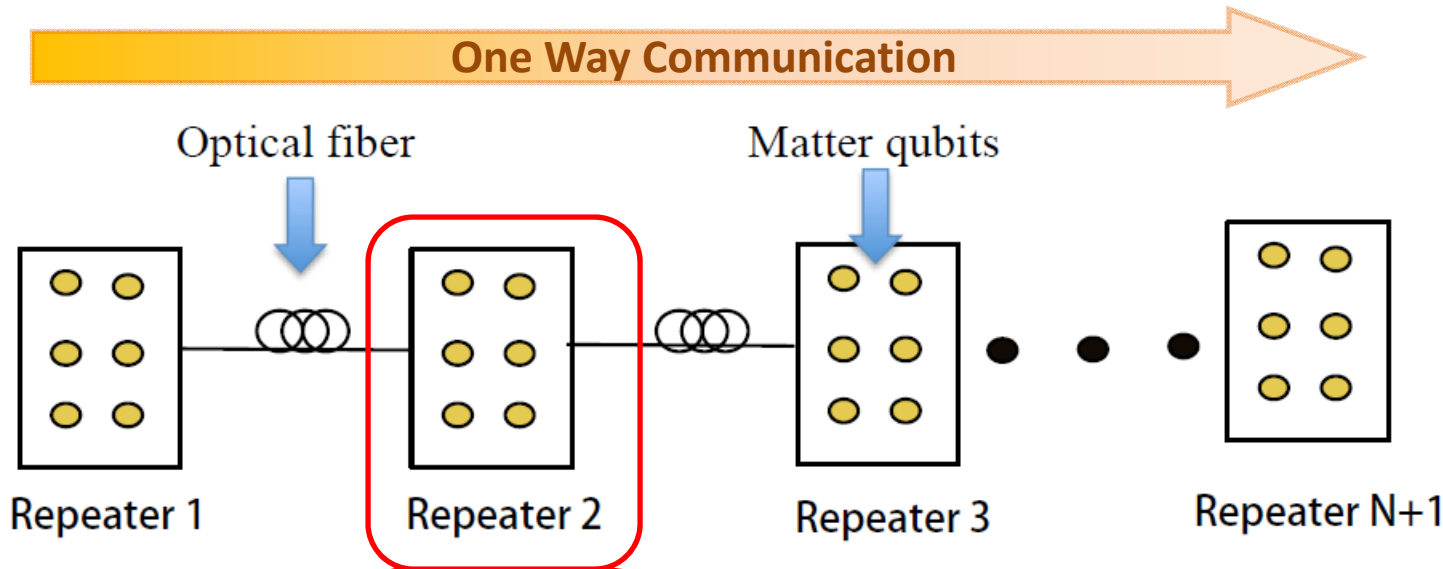 One Way Communication
Optical fiber
Matter qubits
Repeater 1
Repeater 2
Repeater 3
Repeater N+1